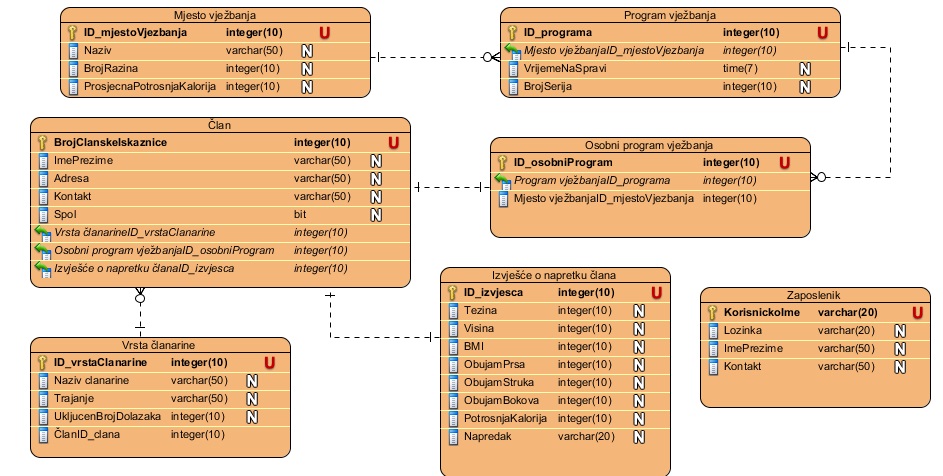 Mjesto vježbanja
ID_mjestoVjezbanja integer(10) U
Naziv varchar(50) N
BrojRazina integer(10) N
ProsjecnaPotrosnjaKalorija integer(10) N
Program vježbanja
ID_programa integer(10) U
Mjesto vježbanjaID_mjestoVjezbanja integer(10)
VrijemeNaSpravi time(7) N
BrojSerija integer(10) N
Član
BrojClanskeIskaznice integer(10) U
ImePrezime varchar(50) N
Adresa varchar(50) N
Kontakt varchar(50) N
Spol bit N
Vrsta članarineID_vrstaClanarine integer(10)
Osobni program vježbanjaID_osobniProgram integer(10)
Izvješće o napretku članaID_izvjesca integer(10)
Osobni program vježbanja
ID_osobniProgram integer(10) U
Program vježbanjaID_programa integer(10)
Mjesto vježbanjaID_mjestoVjezbanja integer(10)
Izvješće o napretku člana
ID_izvjesca integer(10) U
Tezina integer(10) N
Visina integer(10) N
BMI integer(10) N
ObujamPrsa integer(10) N
ObujamStruka integer(10) N
ObujamBokova integer(10) N
PotrosnjaKalorija integer(10) N
Napredak varchar(20) N
Zaposlenik
KorisnickoIme varchar(20) U
Lozinka varchar(20) N
ImePrezime varchar(50) N
Kontakt varchar(50) N
Vrsta članarine
ID_vrstaClanarine integer(10) U
Naziv clanarine varchar(50) N
Trajanje varchar(50) N
UkljucenBrojDolazaka integer(10) N
ČlanID_clana integer(10)